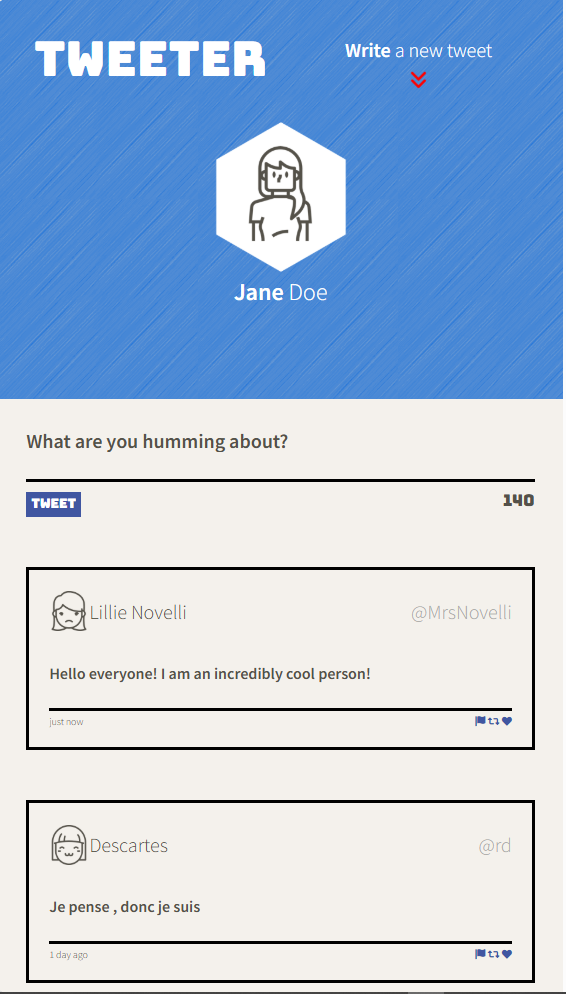 TWEETER
Write a new tweet
Jane Doe
What are you humming about?
TWEET
140
Lillie Novelli
@MrsNovelli
Hello everyone! I am an incredibly cool person!
just now
Descartes
@rd
Je pense , donc je suis
1 day ago